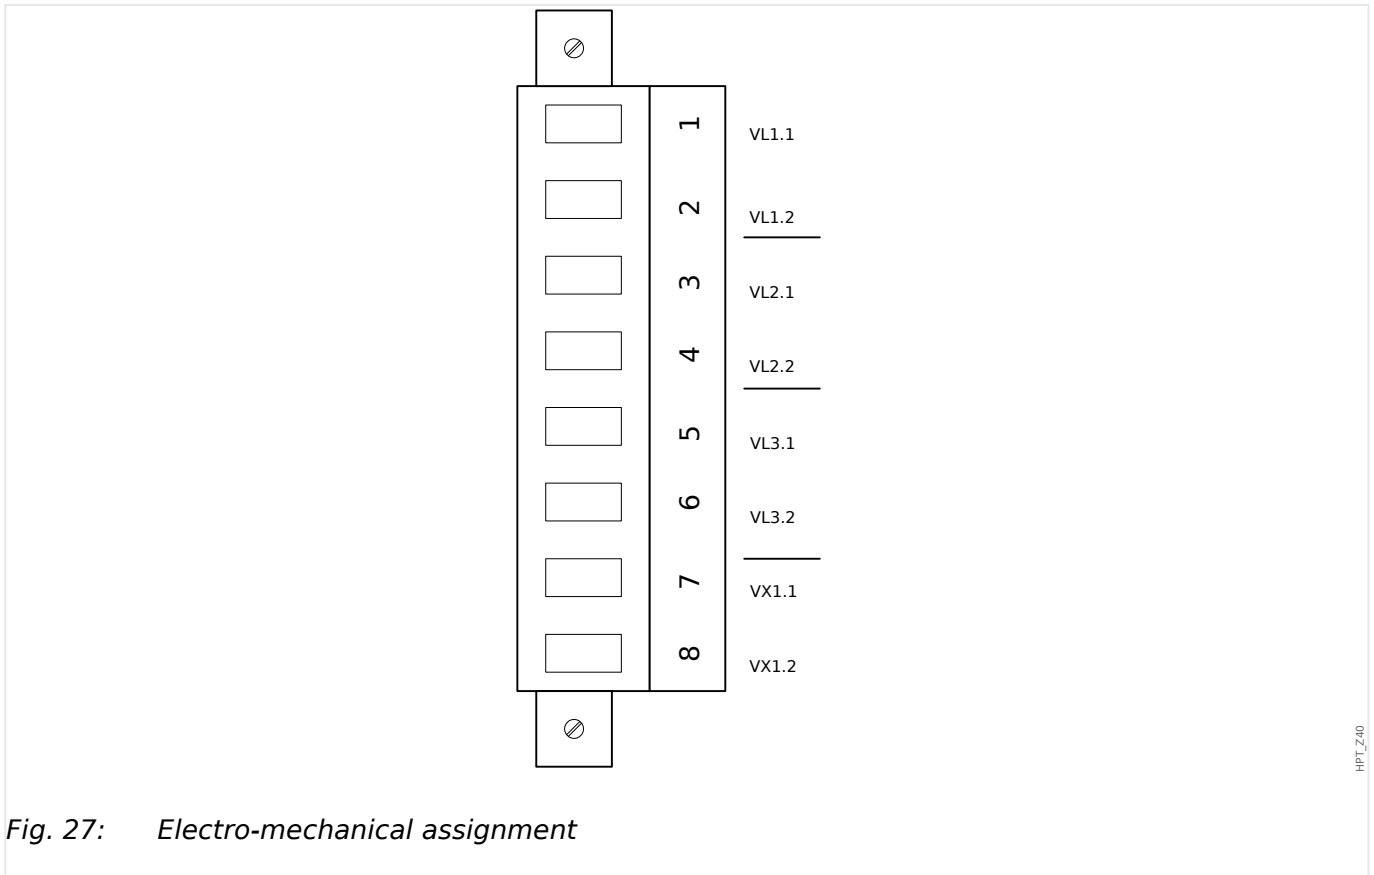 1 VL1.1
2 VL1.2
3 VL2.1
4 VL2.2
5 VL3.1
6 VL3.2
7 VX1.1
8 VX1.2
HPT_Z40
Fig. 27: Electro-mechanical assignment